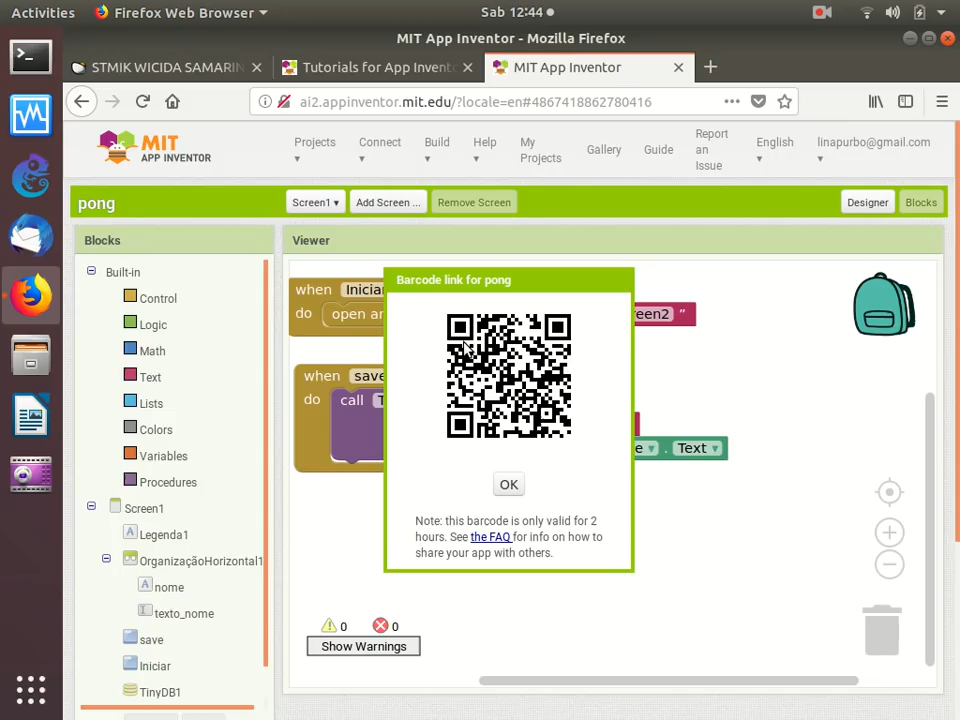 Activities Firefox Web Browser Sab 12:44
MIT App Inventor - Mozilla Firefox
STMIK WICIDA SAMARIN Tutorials for App Invent MIT App Inventor
ai2.appinventor.mit.edu/?locale=en#4867418862780416
MIT
APP INVENTOR
Projects Connect Build Help My Projects Gallery Guide Report an Issue English linapurbo@gmail.com
pong Screen1 Add Screen ... Remove Screen Designer Blocks
Blocks Viewer
Built-in
Control
Logic
Math
Text
Lists
Colors
Variables
Procedures
Screen1
Legenda1
OrganizaçãoHorizontal1
nome
texto_nome
save
Iniciar
TinyDB1
when Iniciar
do open an reen2 ”
when save
do call T
e . Text
Barcode link for pong
OK
Note: this barcode is only valid for 2
hours. See the FAQ for info on how to
share your app with others.
0 0
Show Warnings